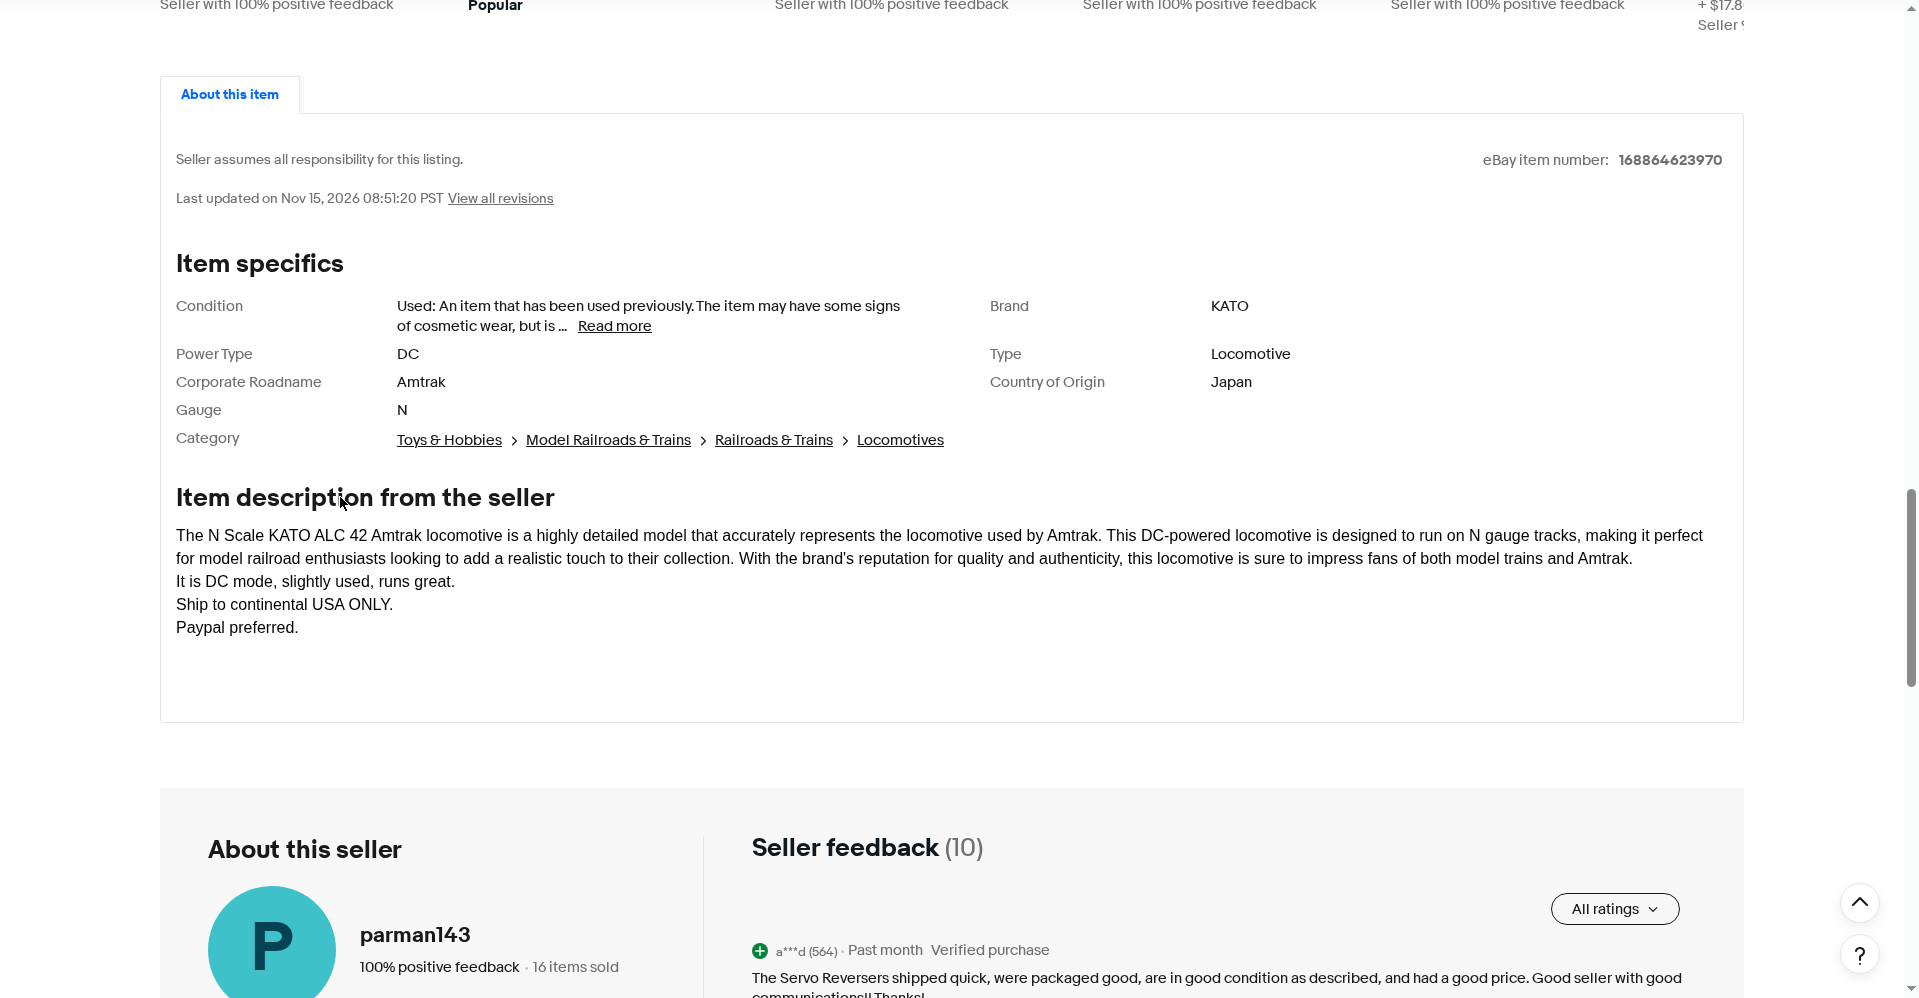 Seller with 100% positive feedback
Popular
Seller with 100% positive feedback
Seller with 100% positive feedback
Seller with 100% positive feedback
+ $17.8
Seller
About this item
Seller assumes all responsibility for this listing.
eBay item number: 168864623970
Last updated on Nov 15, 2026 08:51:20 PST View all revisions
Item specifics
Condition
Used: An item that has been used previously. The item may have some signs
of cosmetic wear, but is ... Read more
Brand
KATO
Power Type
DC
Type
Locomotive
Corporate Roadname
Amtrak
Country of Origin
Japan
Gauge
N
Category
Toys & Hobbies > Model Railroads & Trains > Railroads & Trains > Locomotives
Item description from the seller
The N Scale KATO ALC 42 Amtrak locomotive is a highly detailed model that accurately represents the locomotive used by Amtrak. This DC-powered locomotive is designed to run on N gauge tracks, making it perfect
for model railroad enthusiasts looking to add a realistic touch to their collection. With the brand's reputation for quality and authenticity, this locomotive is sure to impress fans of both model trains and Amtrak.
It is DC mode, slightly used, runs great.
Ship to continental USA ONLY.
Paypal preferred.
About this seller
P
parman143
100% positive feedback · 16 items sold
Seller feedback (10)
All ratings
a***d (564) · Past month Verified purchase
The Servo Reversers shipped quick, were packaged good, are in good condition as described, and had a good price. Good seller with good
communications!! Thanks!
?